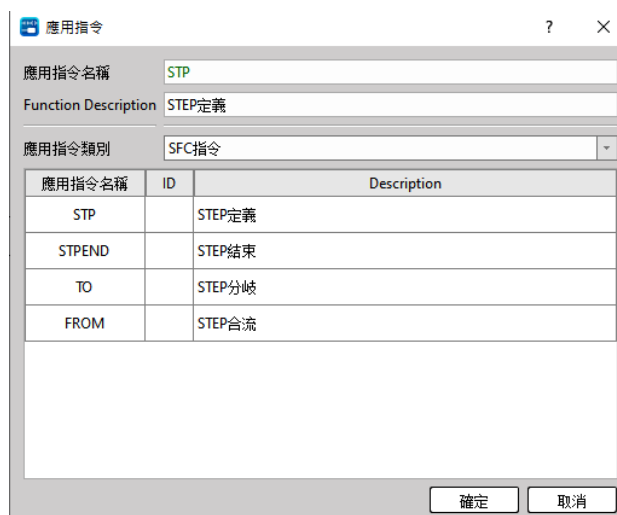 應用指令
?
應用指令名稱 STP
Function Description STEP定義
應用指令類別 SFC指令
應用指令名稱 ID Description
STP STEP定義
STPEND STEP結束
TO STEP分岐
FROM STEP合流
確定 取消